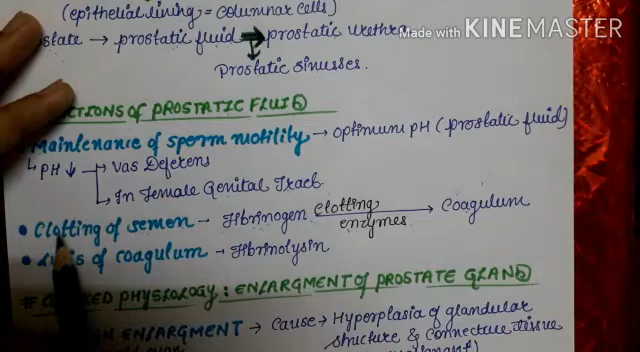 (epithelial lining = columnar cells)
state → prostatic fluid → prostatic urethra
Made with KINEMASTER
Prostatic sinusses.
CTIONS OF PROSTATIC FLUID
Maintenance of sperm motility → optimum pH (prostatic fluid)
↳ pH ↓ → Vas Deferens
→ In Female Genital Tract
• Clotting of semen - Fibrinogen clotting enzymes → Coagulum
• of coagulum - Fibrinolysin
# PHYSIOLOGY : ENLARGMENT of PROSTATE GLAND
ENLARGMENT → Cause → Hyperplasia of glandular
structure & connective tissue